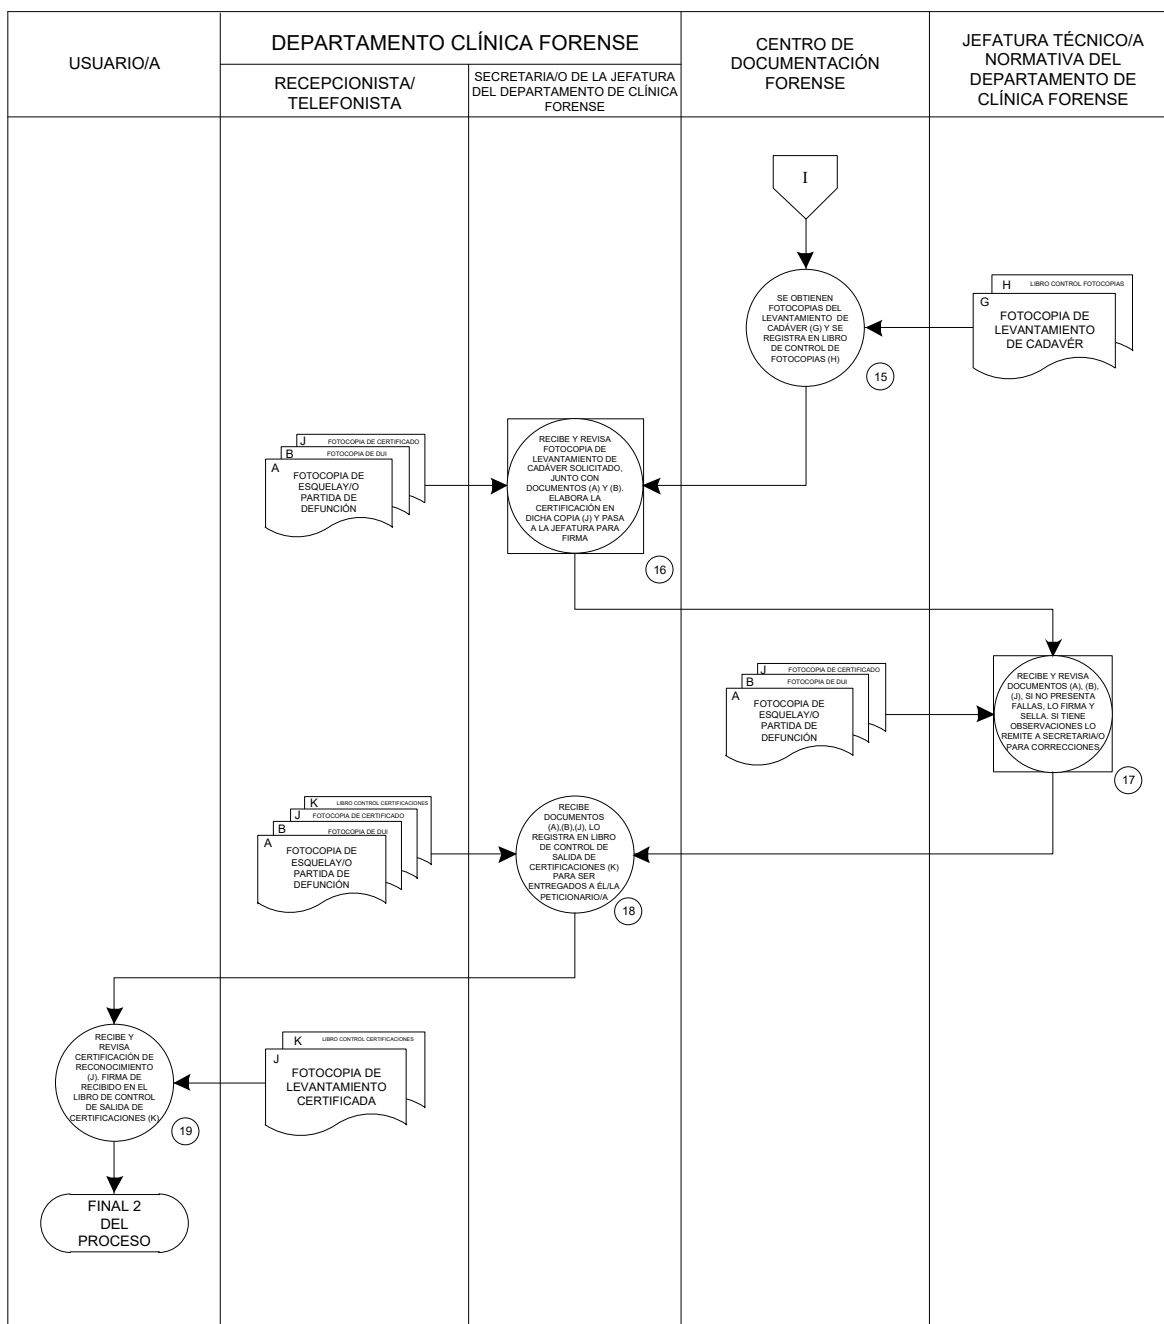 USUARIO/A
DEPARTAMENTO CLÍNICA FORENSE
RECEPCIONISTA/
TELEFONISTA
SECRETARIA/O DE LA JEFATURA
DEL DEPARTAMENTO DE CLÍNICA
FORENSE
CENTRO DE
DOCUMENTACIÓN
FORENSE
JEFATURA TÉCNICO/A
NORMATIVA DEL
DEPARTAMENTO DE
CLÍNICA FORENSE
I
SE OBTIENEN
FOTOCOPIAS DEL
LEVANTAMIENTO DE
CADÁVER (G) Y SE
REGISTRA EN LIBRO
DE CONTROL DE
FOTOCOPIAS (H)
15
H LIBRO CONTROL FOTOCOPIAS
G
FOTOCOPIA DE
LEVANTAMIENTO
DE CADAVÉR
J FOTOCOPIA DE CERTIFICADO
B FOTOCOPIA DE DUI
A
FOTOCOPIA DE
ESQUELAY/O
PARTIDA DE
DEFUNCIÓN
RECIBE Y REVISA
FOTOCOPIA DE
LEVANTAMIENTO DE
CADÁVER SOLICITADO,
JUNTO CON
DOCUMENTOS (A) Y (B).
ELABORA LA
CERTIFICACIÓN EN
DICHA COPIA (J) Y PASA
A LA JEFATURA PARA
FIRMA
16
J FOTOCOPIA DE CERTIFICADO
B FOTOCOPIA DE DUI
A
FOTOCOPIA DE
ESQUELAY/O
PARTIDA DE
DEFUNCIÓN
RECIBE Y REVISA
DOCUMENTOS (A), (B),
(J), SI NO PRESENTA
FALLAS, LO FIRMA Y
SELLA. SI TIENE
OBSERVACIONES LO
REMITE A SECRETARIA/O
PARA CORRECCIONES
17
K LIBRO CONTROL CERTIFICACIONES
J FOTOCOPIA DE CERTIFICADO
B FOTOCOPIA DE DUI
A
FOTOCOPIA DE
ESQUELAY/O
PARTIDA DE
DEFUNCIÓN
RECIBE
DOCUMENTOS
(A),(B),(J), LO
REGISTRA EN LIBRO
DE CONTROL DE
SALIDA DE
CERTIFICACIONES (K)
PARA SER
ENTREGADOS A ÉL/LA
PETICIONARIO/A
18
RECIBE Y
REVISA
CERTIFICACIÓN DE
RECONOCIMIENTO
(J). FIRMA DE
RECIBIDO EN EL
LIBRO DE CONTROL
DE SALIDA DE
CERTIFICACIONES (K)
19
K LIBRO CONTROL CERTIFICACIONES
J
FOTOCOPIA DE
LEVANTAMIENTO
CERTIFICADA
FINAL 2
DEL
PROCESO